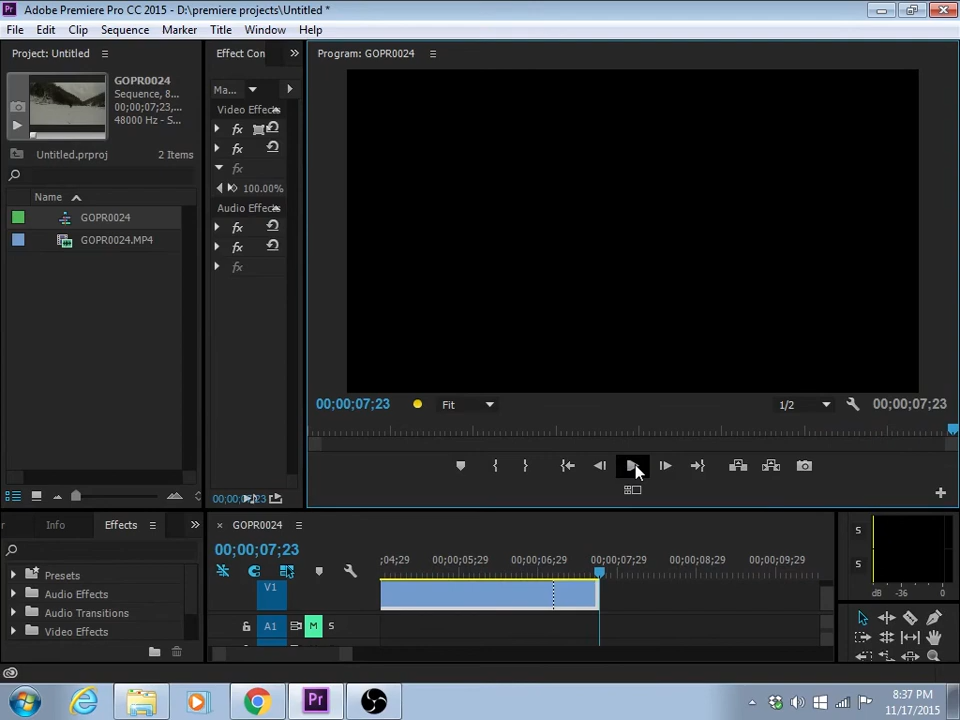 Adobe Premiere Pro CC 2015 - D:\premiere projects\Untitled *
File Edit Clip Sequence Marker Title Window Help
Project: Untitled
Effect Con
Program: GOPR0024
GOPR0024
Sequence, 8...
00;00;07;23,...
48000 Hz - S...
Ma...
Video Effects
Untitled.prproj 2 Items
100.00%
Name
Audio Effects
GOPR0024
GOPR0024.MP4
00;00;07;23 Fit 1/2 00;00;07;23
Info Effects
GOPR0024
00;00;07;23
;04;29 00;00;05;29 00;00;06;29 00;00;07;29 00;00;08;29 00;00;09;29
Presets
Audio Effects
Audio Transitions
Video Effects
V1
A1 M S
S
S
dB -36 0
8:37 PM
11/17/2015